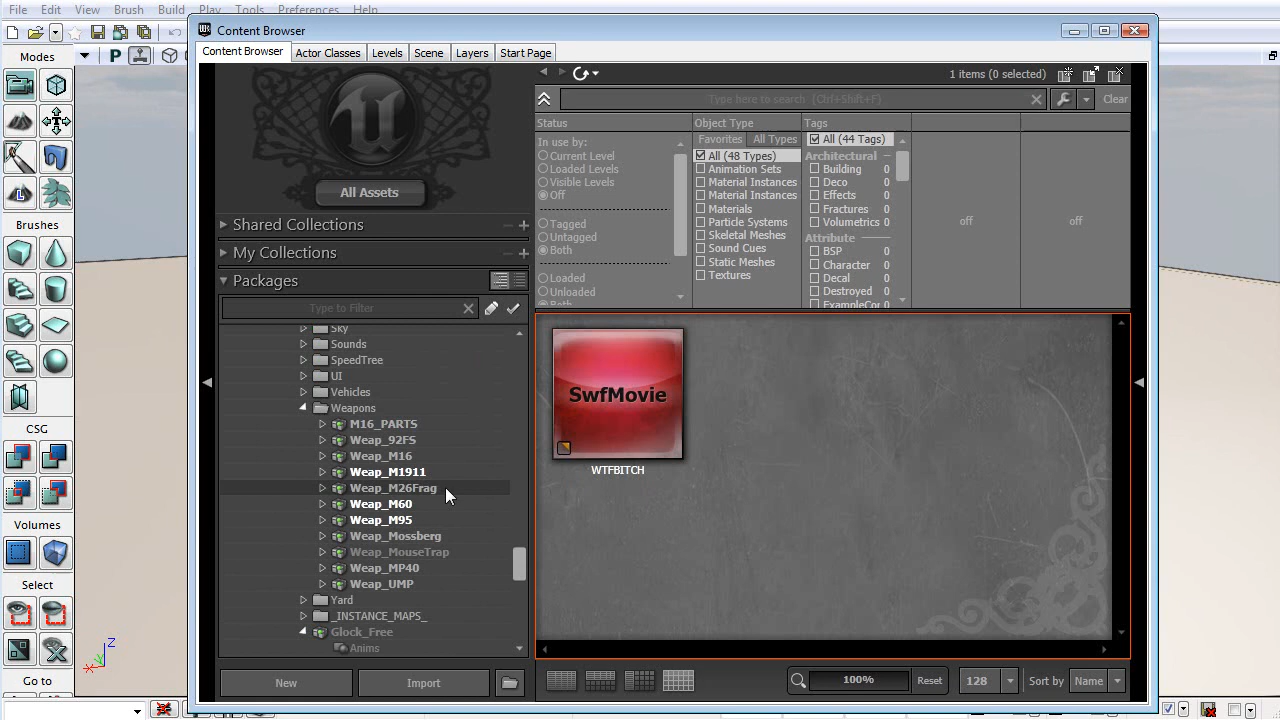 File Edit View Brush Build Play Tools Preferences Help
Content Browser
Content Browser Actor Classes Levels Scene Layers Start Page
Modes
Brushes
CSG
Volumes
Select
Go to
All Assets
Shared Collections
My Collections
Packages
Type to Filter
Sky
Sounds
SpeedTree
UI
Vehicles
Weapons
M16_PARTS
Weap_92FS
Weap_M16
Weap_M1911
Weap_M26Frag
Weap_M60
Weap_M95
Weap_Mossberg
Weap_MouseTrap
Weap_MP40
Weap_UMP
Yard
_INSTANCE_MAPS_
Glock_Free
Anims
New Import
1 items (0 selected)
Type here to search (Ctrl+Shift+F)
Clear
Status
In use by:
Current Level
Loaded Levels
Visible Levels
Off
Tagged
Untagged
Both
Loaded
Unloaded
Both
Object Type
Favorites All Types
All (48 Types)
Animation Sets
Material Instances
Material Instances
Materials
Particle Systems
Skeletal Meshes
Sound Cues
Static Meshes
Textures
Tags
All (44 Tags)
Architectural
Building 0
Deco 0
Effects 0
Fractures 0
Volumetrics 0
Attribute
BSP 0
Character 0
Decal 0
Destroyed 0
ExampleCor 0
off
off
SwfMovie
WTFBITCH
100% Reset 128 Sort by Name
Z